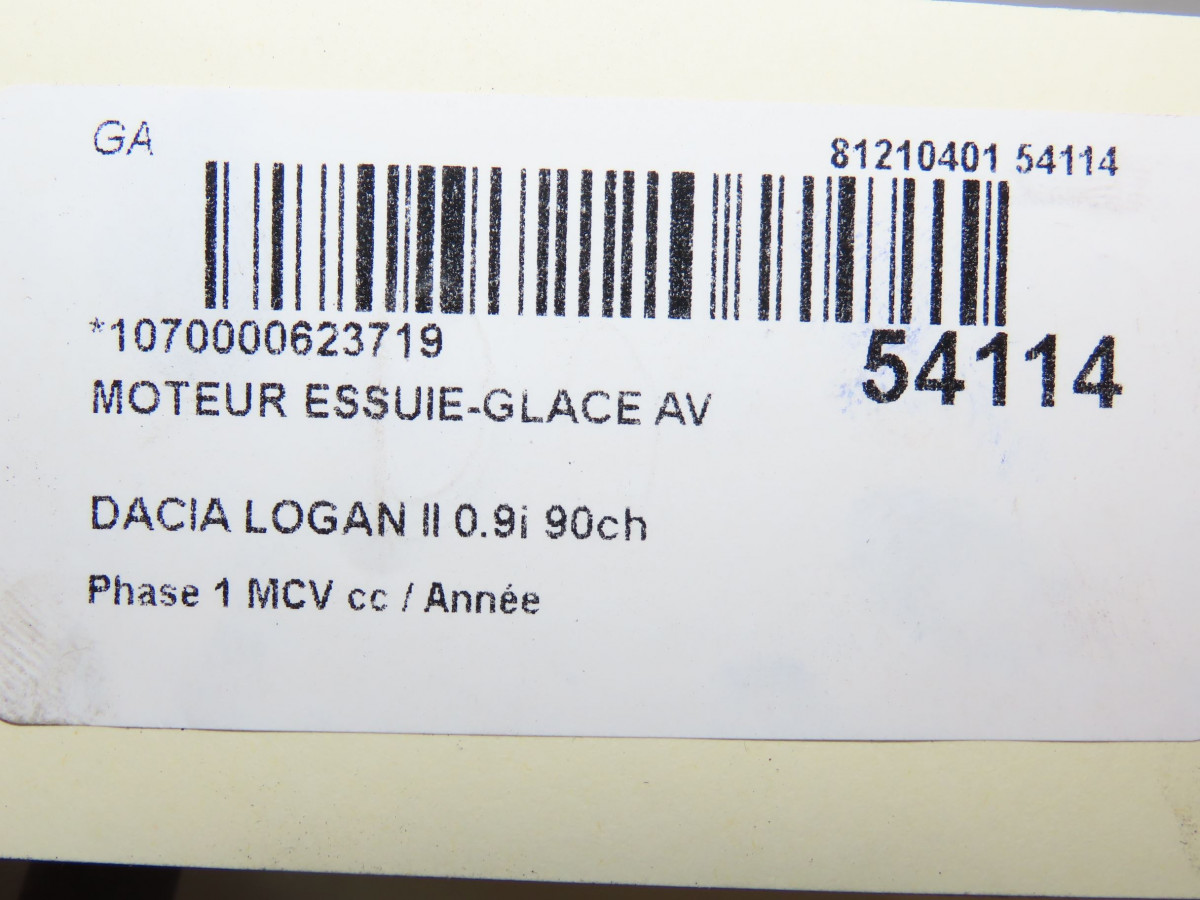 GA
81210401 54114
*1070000623719
54114
MOTEUR ESSUIE-GLACE AV
DACIA LOGAN II 0.9i 90ch
Phase 1 MCV cc / Année